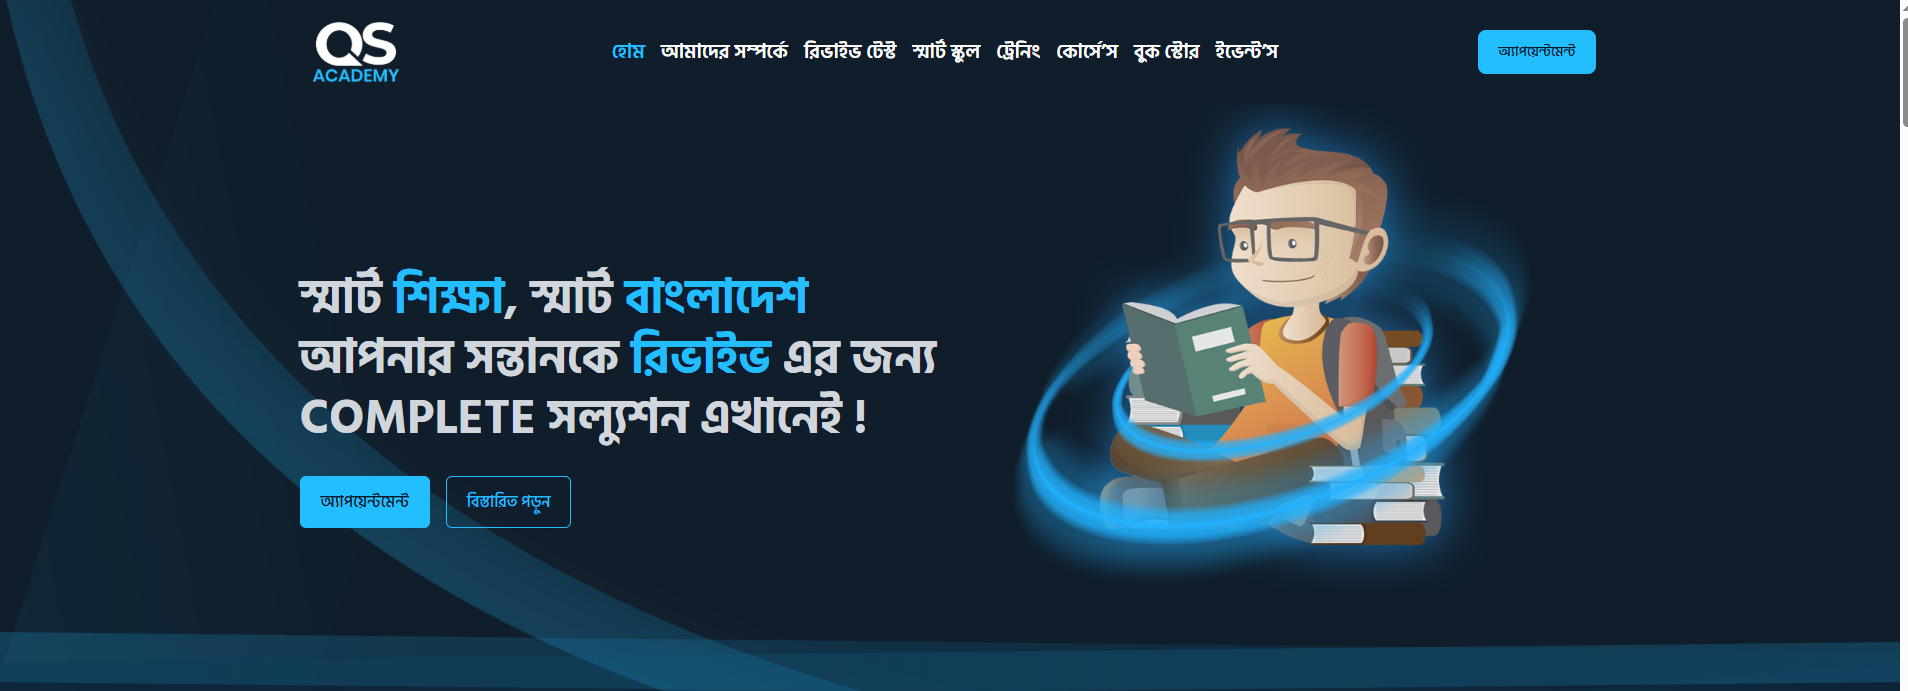 QS
ACADEMY
হোম আমাদের সম্পর্কে রিভাইভ টেস্ট স্মার্ট স্কুল ট্রেনিং কোর্সে’স বুক স্টোর ইভেন্ট’স
অ্যাপয়েন্টমেন্ট
স্মার্ট শিক্ষা, স্মার্ট বাংলাদেশ
আপনার সন্তানকে রিভাইভ এর জন্য
COMPLETE সল্যুশন এখানেই !
অ্যাপয়েন্টমেন্ট বিস্তারিত পড়ুন